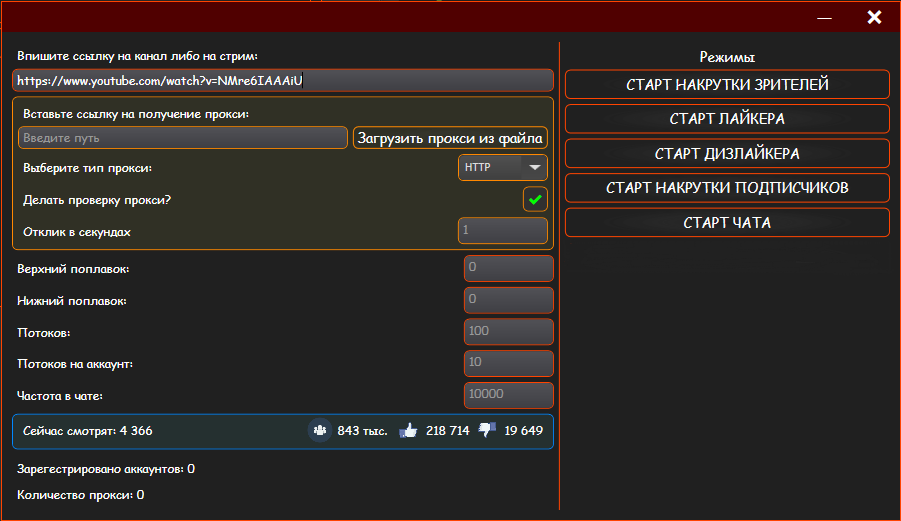 Впишите ссылку на канал либо на стрим:
https://www.youtube.com/watch?v=NMre6IAAAiU
Вставьте ссылку на получение прокси:
Введите путь
Загрузить прокси из файла
Выберите тип прокси:
HTTP
Делать проверку прокси?
Отклик в секундах
1
Верхний поплавок:
0
Нижний поплавок:
0
Потоков:
100
Потоков на аккаунт:
10
Частота в чате:
10000
Сейчас смотрят: 4 366 843 тыс. 218 714 19 649
Зарегестрировано аккаунтов: 0
Количество прокси: 0
Режимы
СТАРТ НАКРУТКИ ЗРИТЕЛЕЙ
СТАРТ ЛАЙКЕРА
СТАРТ ДИЗЛАЙКЕРА
СТАРТ НАКРУТКИ ПОДПИСЧИКОВ
СТАРТ ЧАТА